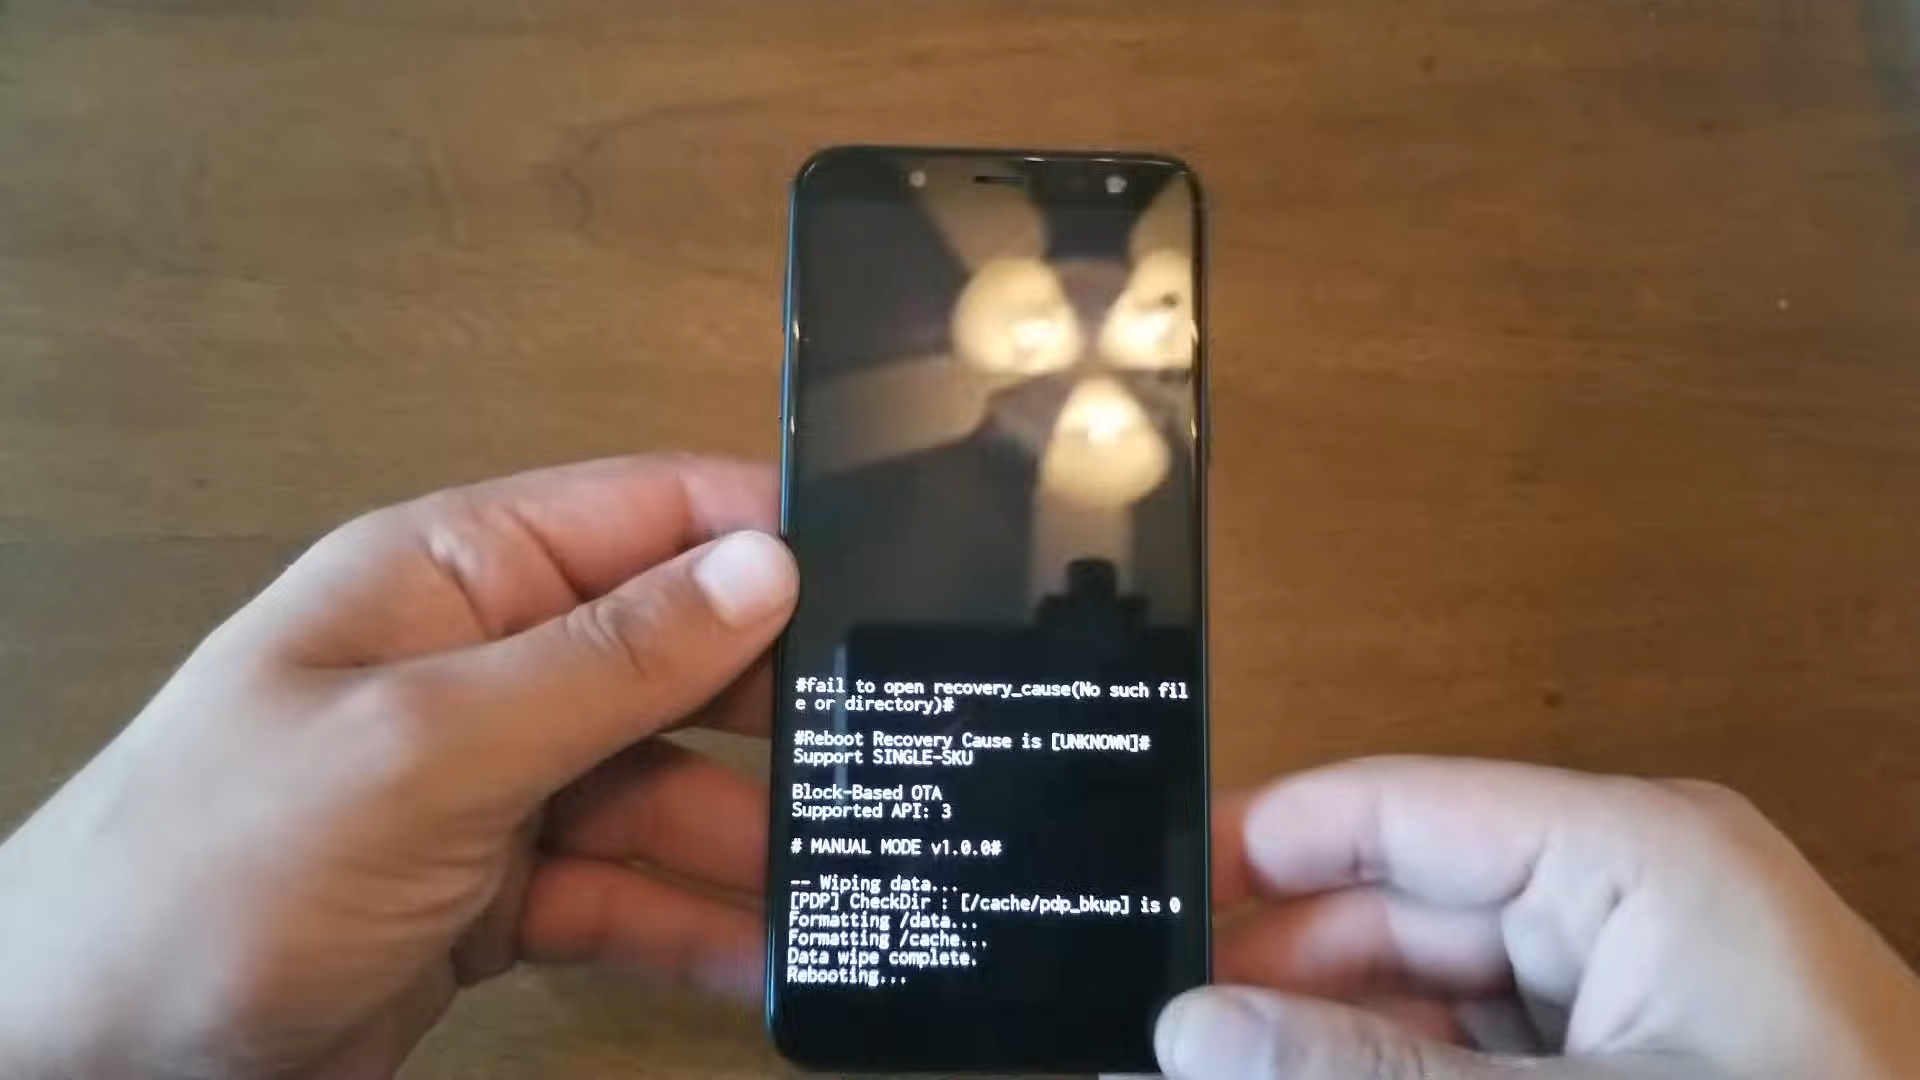 #fail to open recovery_cause(No such fil
e or directory)#
#Reboot Recovery Cause is [UNKNOWN]#
Support SINGLE-SKU
Block-Based OTA
Supported API: 3
# MANUAL MODE v1.0.0#
-- Wiping data...
[PDP] CheckDir : [/cache/pdp_bkup] is 0
Formatting /data...
Formatting /cache...
Data wipe complete.
Rebooting...